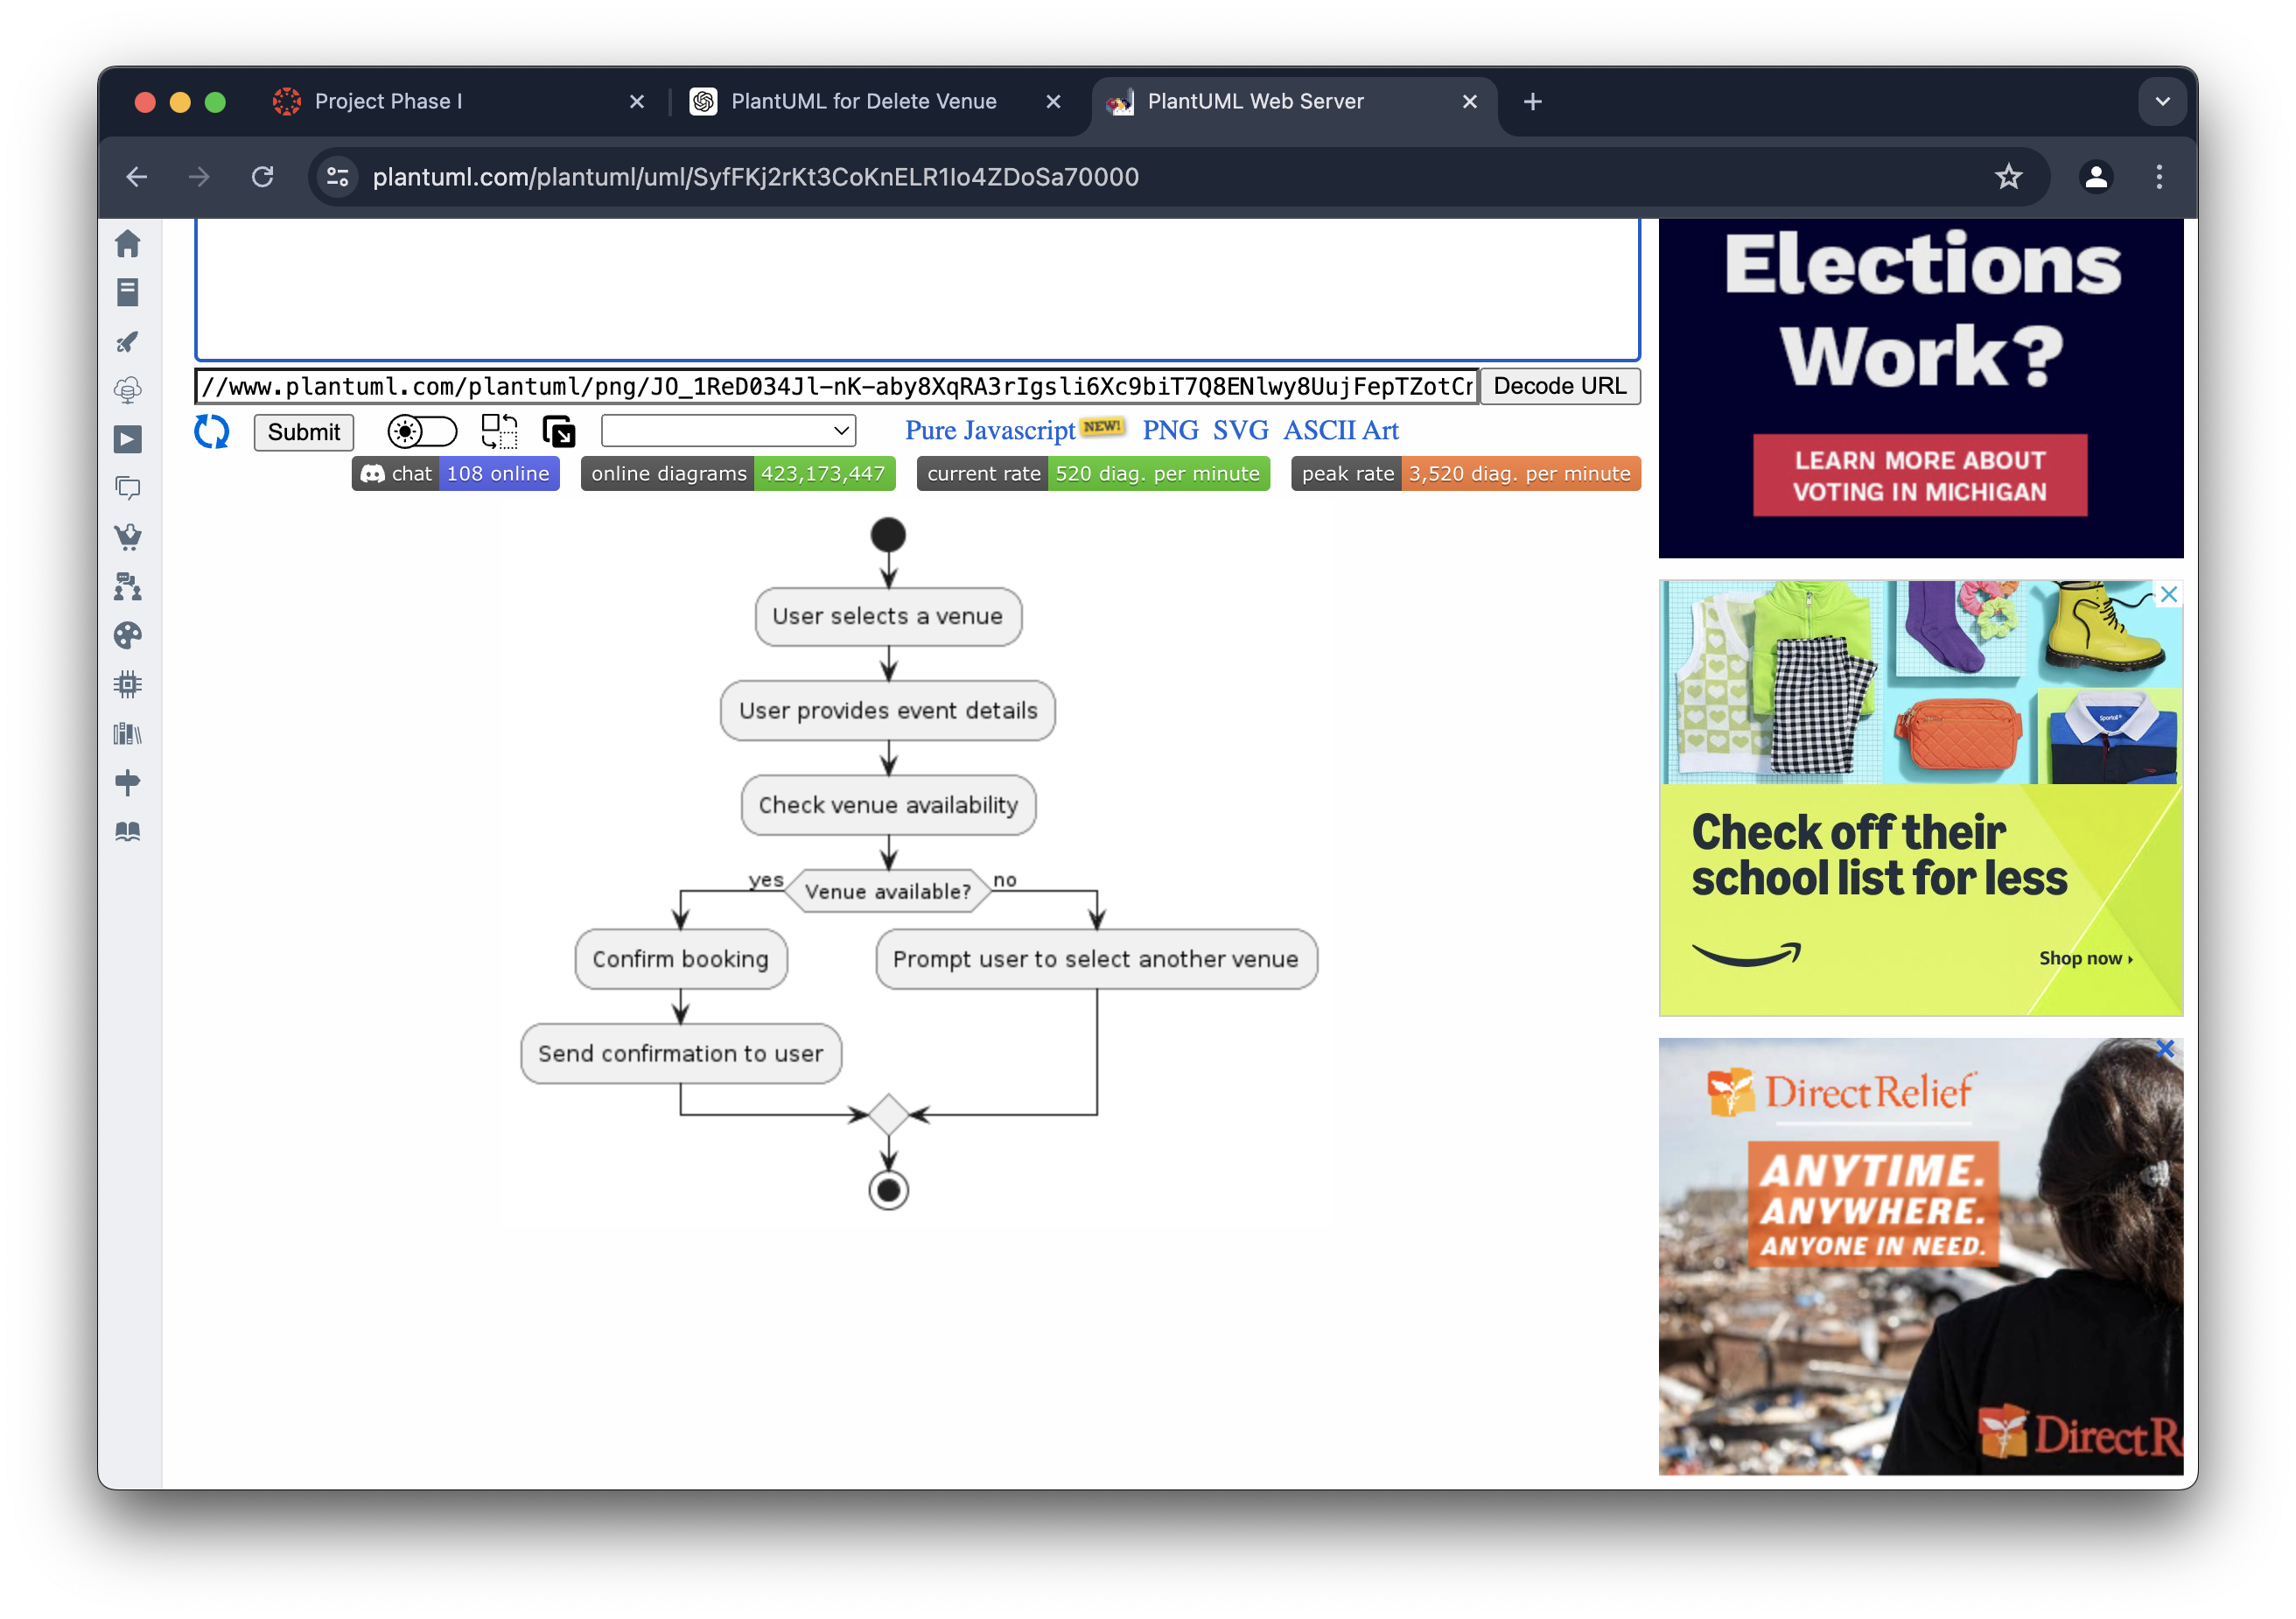 Project Phase I
PlantUML for Delete Venue
PlantUML Web Server
plantuml.com/plantuml/uml/SyfFKj2rKt3CoKnELR1Io4ZDoSa70000
//www.plantuml.com/plantuml/png/JO_1ReD034Jl-nK-aby8XqRA3rIgsli6Xc9biT7Q8ENlwy8UujFepTZotCr
Decode URL
Submit
Pure Javascript NEW! PNG SVG ASCII Art
chat 108 online
online diagrams 423,173,447
current rate 520 diag. per minute
peak rate 3,520 diag. per minute
User selects a venue
User provides event details
Check venue availability
yes
Venue available?
no
Confirm booking
Prompt user to select another venue
Send confirmation to user
Elections
Work?
LEARN MORE ABOUT
VOTING IN MICHIGAN
Check off their
school list for less
Shop now ›
DirectRelief
ANYTIME.
ANYWHERE.
ANYONE IN NEED.
DirectR